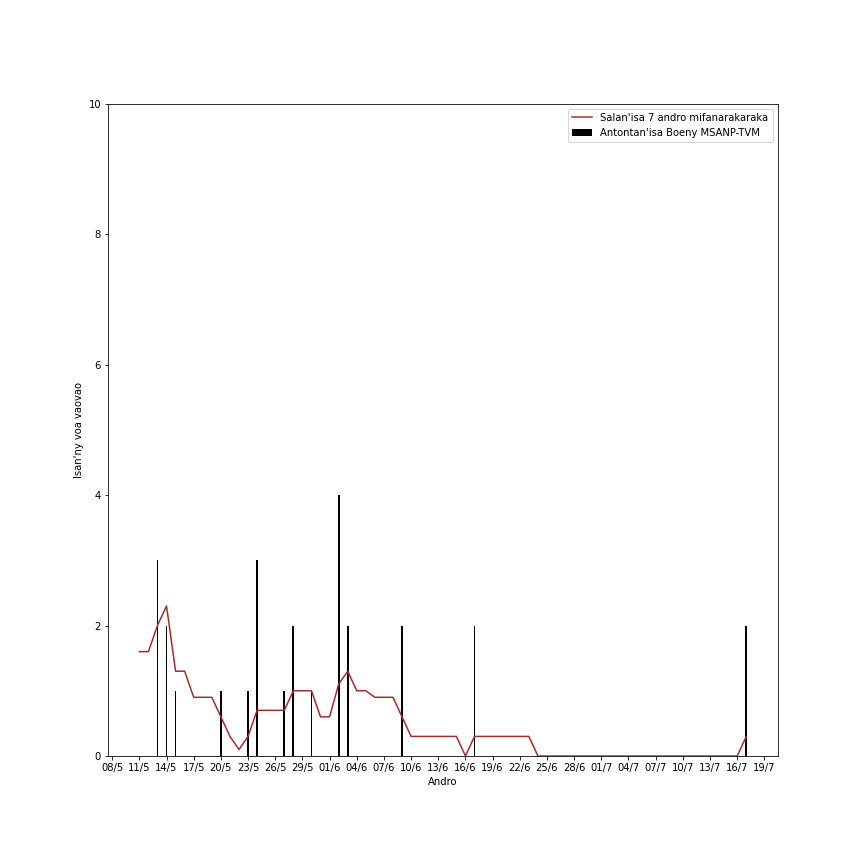 10
8
6
4
2
0
Isan'ny voa vaovao
Salan'isa 7 andro mifanarakaraka
Antontan'isa Boeny MSANP-TVM
08/5 11/5 14/5 17/5 20/5 23/5 26/5 29/5 01/6 04/6 07/6 10/6 13/6 16/6 19/6 22/6 25/6 28/6 01/7 04/7 07/7 10/7 13/7 16/7 19/7
Andro